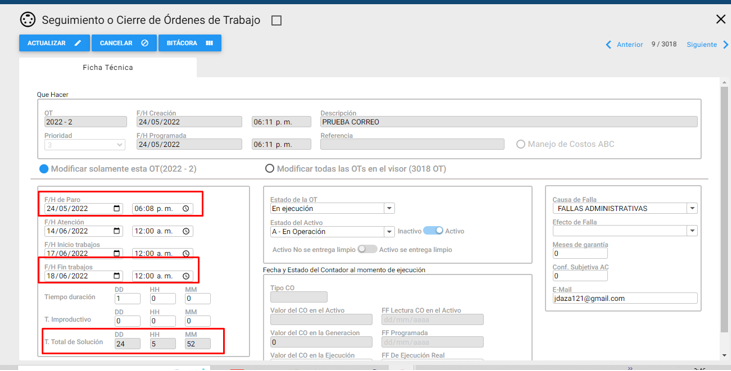 Seguimiento o Cierre de Órdenes de Trabajo
ACTUALIZAR
CANCELAR
BITÁCORA
Anterior 9 / 3018 Siguiente
Ficha Técnica
Que Hacer
OT F/H Creación Descripción
2022 - 2 24/05/2022 06:11 p. m. PRUEBA CORREO
Prioridad F/H Programada Referencia
3 24/05/2022 06:11 p. m. Manejo de Costos ABC
Modificar solamente esta OT(2022 - 2) Modificar todas las OTs en el visor (3018 OT)
F/H de Paro
24/05/2022 06:08 p. m.
F/H Atención
14/06/2022 12:00 a. m.
F/H Inicio trabajos
17/06/2022 12:00 a. m.
F/H Fin trabajos
18/06/2022 12:00 a. m.
DD HH MM
Tiempo duración 1 0 0
DD HH MM
T. Improductivo 0 0 0
DD HH MM
T. Total de Solución 24 5 52
Estado de la OT
En ejecución
Estado del Activo
A - En Operación Inactivo Activo
Activo No se entrega limpio Activo se entrega limpio
Fecha y Estado del Contador al momento de ejecución
Tipo CO
Valor del CO en el Activo FF Lectura CO en el Activo
dd/mm/aaaa
Valor del CO en la Generacion FF Programada
0 dd/mm/aaaa
Valor del CO en la Ejecución FF De Ejecución Real
Causa de Falla
FALLAS ADMINISTRATIVAS
Efecto de Falla
Meses de garantía
0
Conf. Subjetiva AC
0
E-Mail
jdaza121@gmail.com